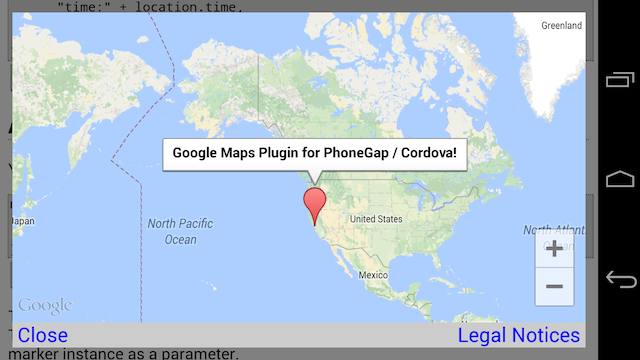 "time:" + location.time,
Greenland
Google Maps Plugin for PhoneGap / Cordova!
Japan
North Pacific
Ocean
United States
North Atlantic
Mexico
Google
Close
Legal Notices
marker instance as a parameter.